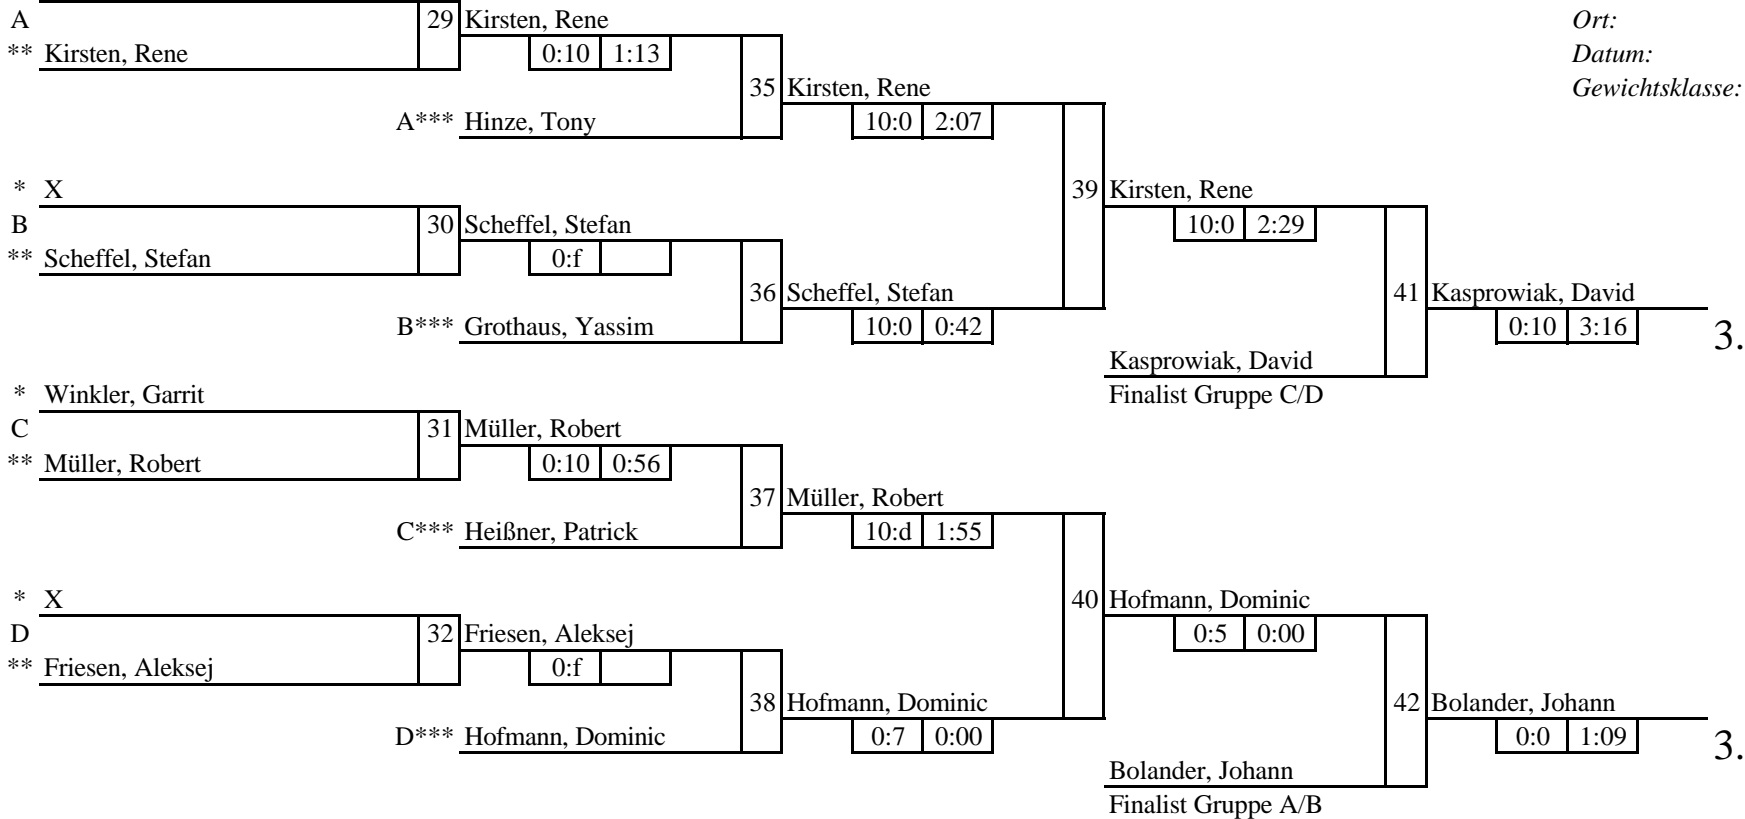 A 29 Kirsten, Rene Ort:
** Kirsten, Rene 0:10 1:13 Datum:
35 Kirsten, Rene Gewichtsklasse:
A*** Hinze, Tony 10:0 2:07
* X 39 Kirsten, Rene
B 30 Scheffel, Stefan 10:0 2:29
** Scheffel, Stefan 0:f
36 Scheffel, Stefan 41 Kasprowiak, David
B*** Grothaus, Yassim 10:0 0:42 0:10 3:16 3.
Kasprowiak, David
* Winkler, Garrit Finalist Gruppe C/D
C 31 Müller, Robert
** Müller, Robert 0:10 0:56
37 Müller, Robert
C*** Heißner, Patrick 10:d 1:55
* X 40 Hofmann, Dominic
D 32 Friesen, Aleksej 0:5 0:00
** Friesen, Aleksej 0:f
38 Hofmann, Dominic 42 Bolander, Johann
D*** Hofmann, Dominic 0:7 0:00 0:0 1:09 3.
Bolander, Johann
Finalist Gruppe A/B